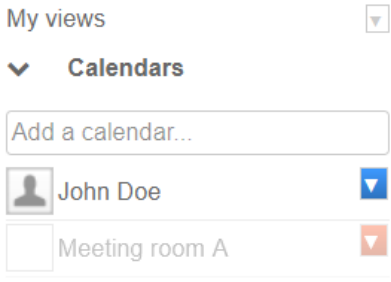 My views
Calendars
Add a calendar...
John Doe
Meeting room A